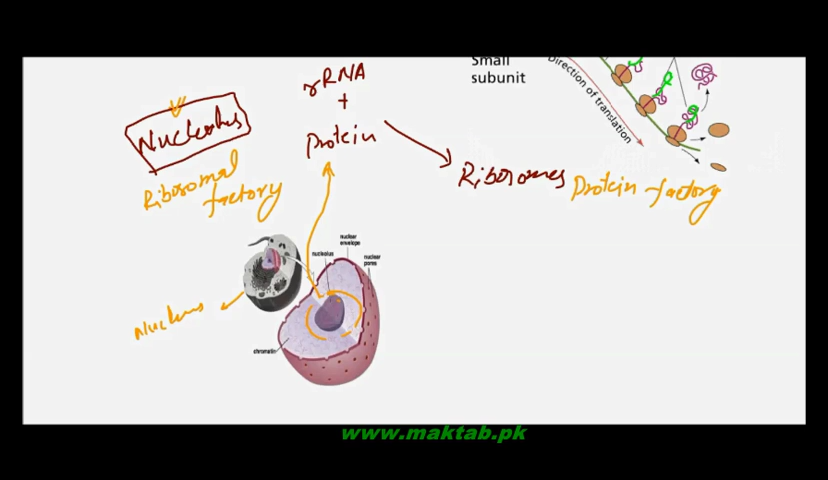 Small
subunit
Direction of translation
rRNA
+
Protein
Nucleolus
Ribosomal
factory
Ribosomes Protein factory
nuclear
envelope
nucleolus
nuclear
pores
Nucleus
chromatin
www.maktab.pk